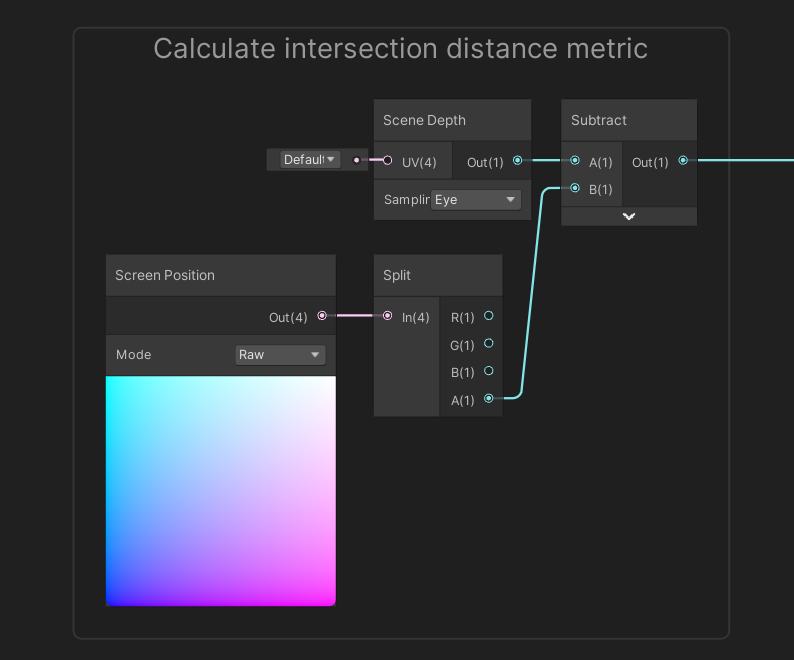 Calculate intersection distance metric
Scene Depth
Subtract
Default
UV(4)
Out(1)
A(1)
Out(1)
B(1)
Samplin
Eye
Screen Position
Split
Out(4)
In(4)
R(1)
G(1)
B(1)
A(1)
Mode
Raw